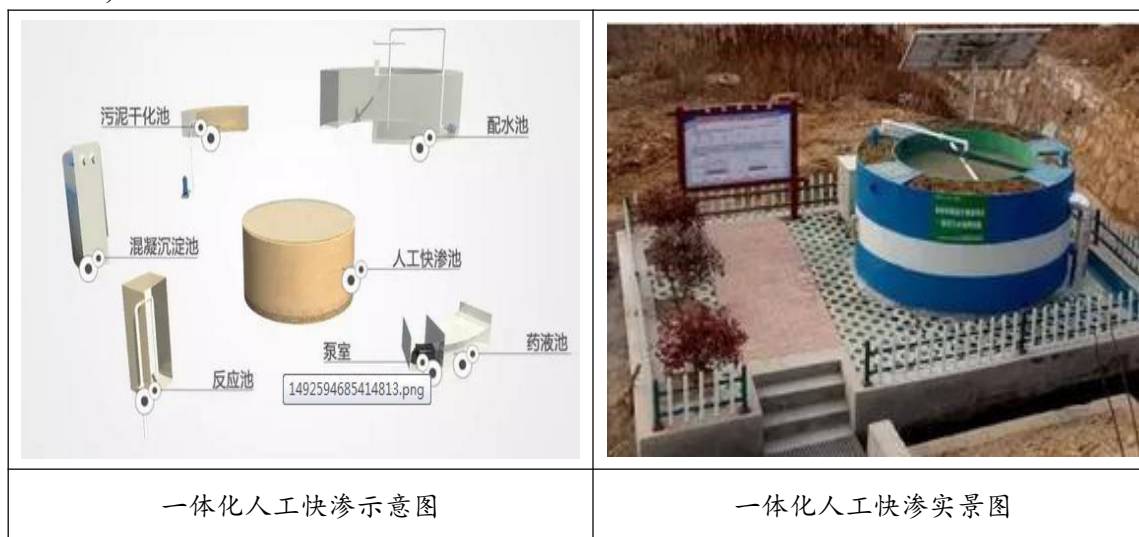 污泥干化池
配水池
混凝沉淀池
人工快渗池
泵室
药液池
反应池
1492594685414813.png
一体化人工快渗示意图
一体化人工快渗实景图